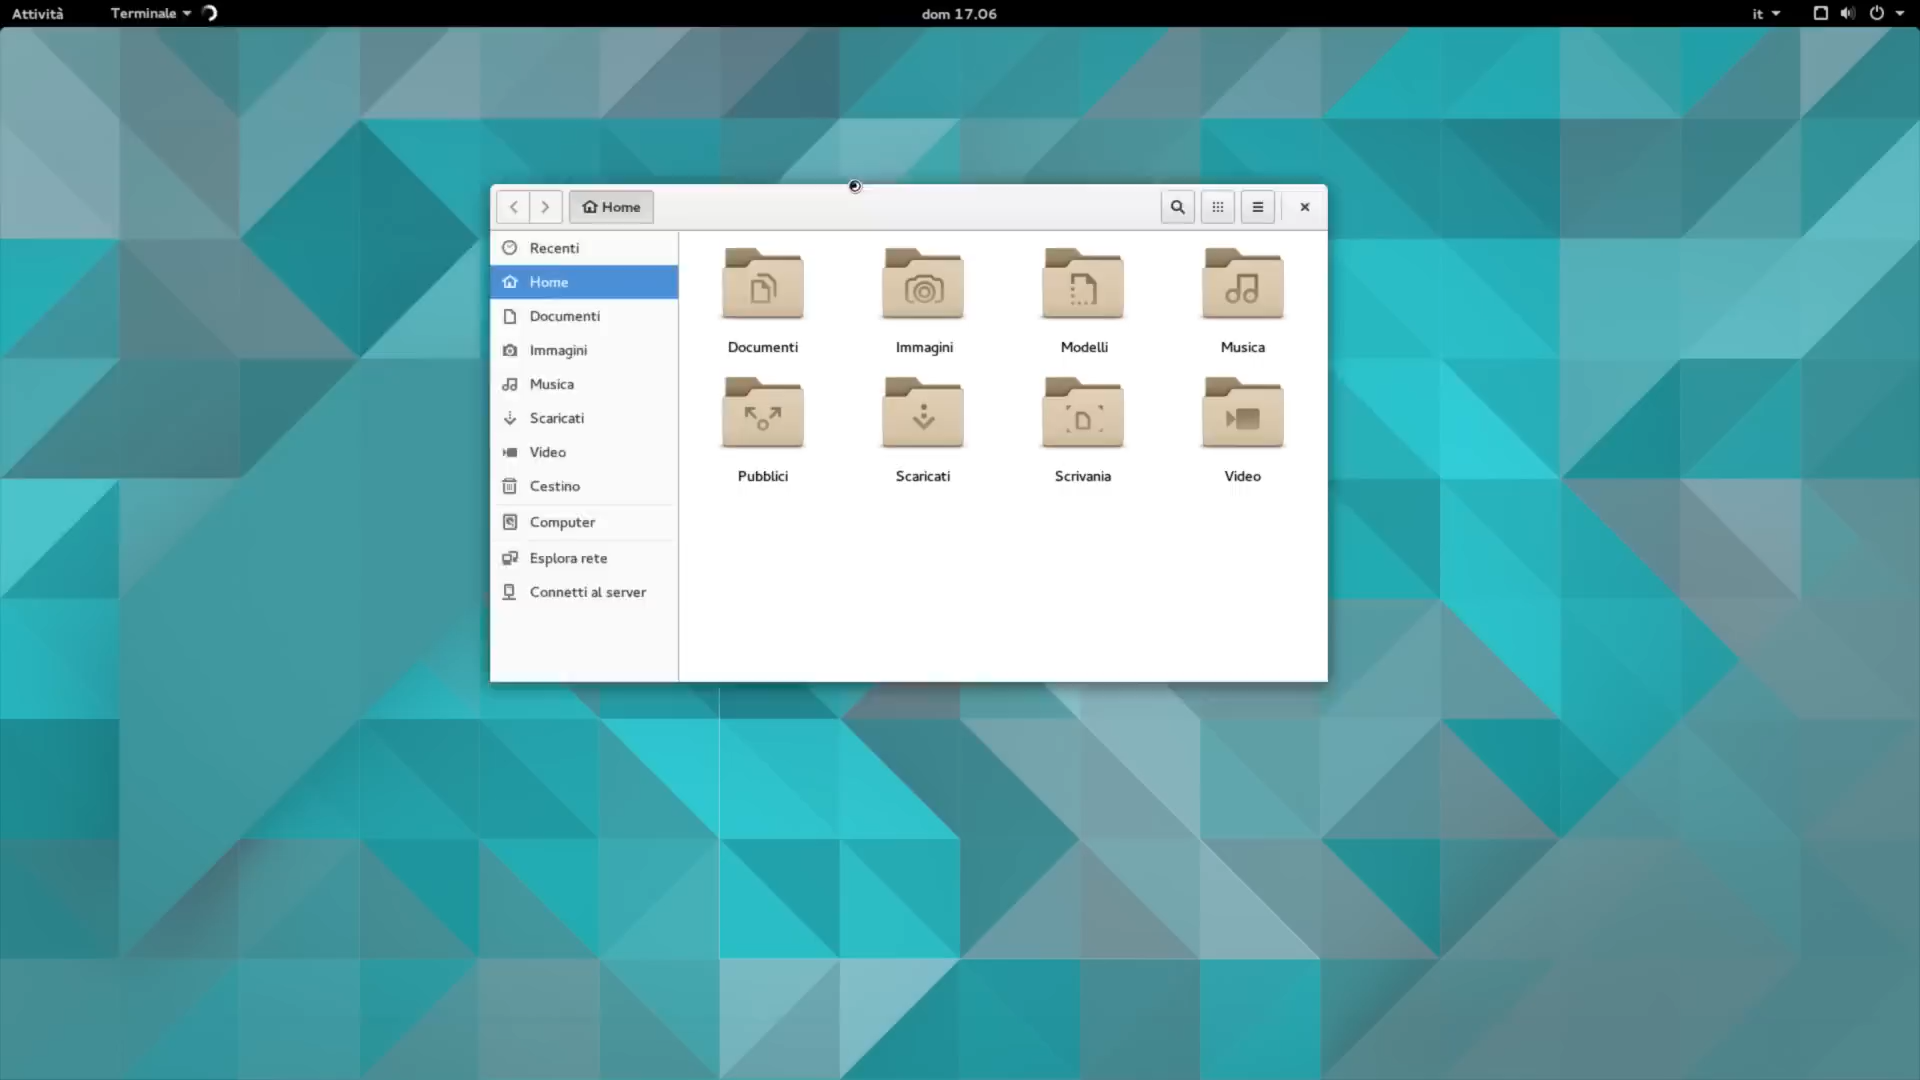 Attività
Terminale
dom 17.06
it
Home
Recenti
Home
Documenti
Immagini
Musica
Scaricati
Video
Cestino
Computer
Esplora rete
Connetti al server
Documenti
Immagini
Modelli
Musica
Pubblici
Scaricati
Scrivania
Video